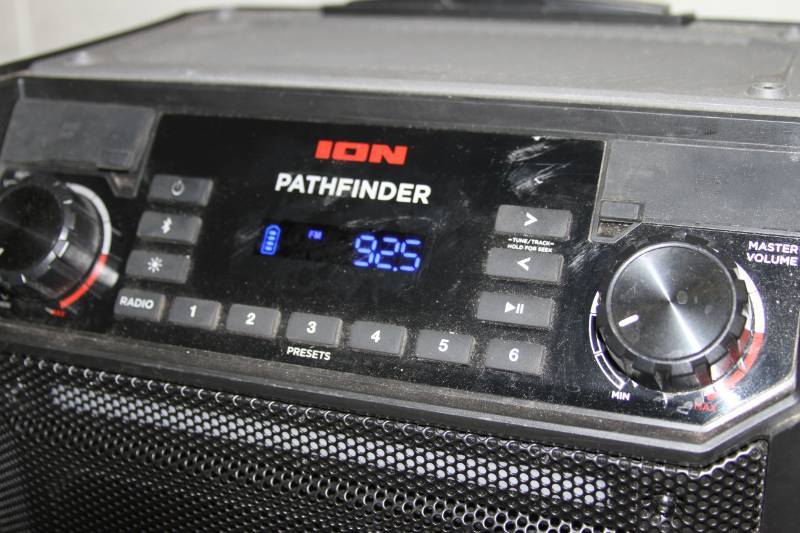 ION
PATHFINDER
FM
92.5
>
–TUNE/TRACK–
HOLD FOR SEEK
<
RADIO
1
2
3
4
5
6
PRESETS
MASTER
VOLUME
MIN
MAX
MAX